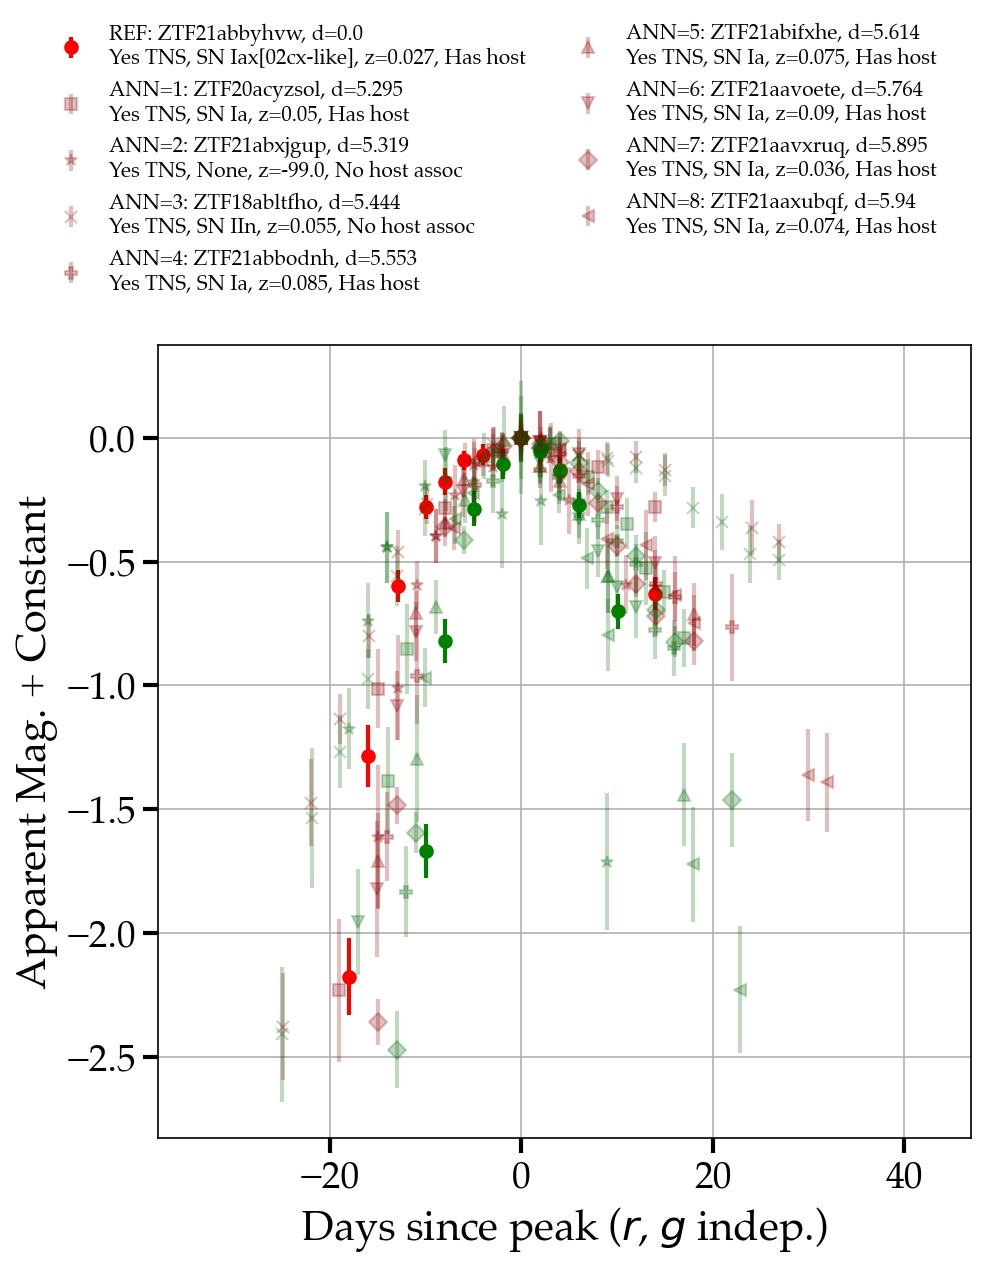 REF: ZTF21abbyhvw, d=0.0
Yes TNS, SN Iax[02cx-like], z=0.027, Has host
ANN=1: ZTF20acyzsol, d=5.295
Yes TNS, SN Ia, z=0.05, Has host
ANN=2: ZTF21abxjgup, d=5.319
Yes TNS, None, z=-99.0, No host assoc
ANN=3: ZTF18abltfho, d=5.444
Yes TNS, SN IIn, z=0.055, No host assoc
ANN=4: ZTF21abbodnh, d=5.553
Yes TNS, SN Ia, z=0.085, Has host
ANN=5: ZTF21abifxhe, d=5.614
Yes TNS, SN Ia, z=0.075, Has host
ANN=6: ZTF21aavoete, d=5.764
Yes TNS, SN Ia, z=0.09, Has host
ANN=7: ZTF21aavxruq, d=5.895
Yes TNS, SN Ia, z=0.036, Has host
ANN=8: ZTF21aaxubqf, d=5.94
Yes TNS, SN Ia, z=0.074, Has host
Apparent Mag. + Constant
0.0
−0.5
−1.0
−1.5
−2.0
−2.5
−20
0
20
40
Days since peak (r, g indep.)